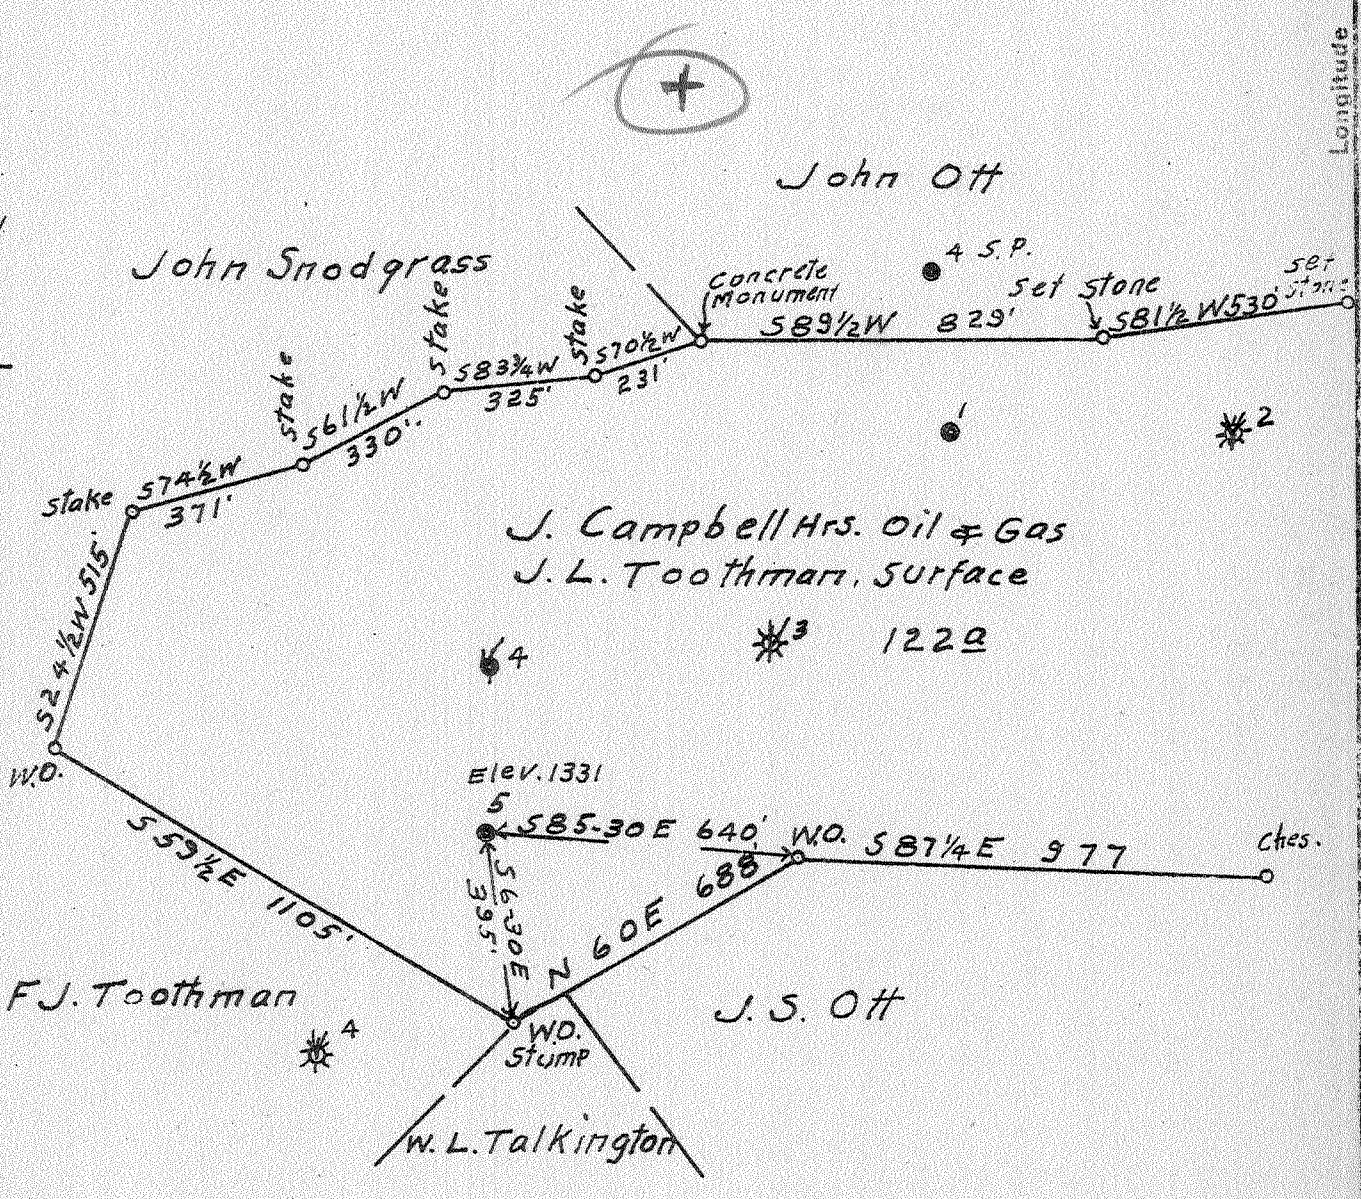 Longitude
+
John Ott
John Snodgrass
4 S.P.
Concrete
Monument
Set Stone
Set
Stone
Stake
Stake
Stake
Stake
S89½W 829'
S81½W 530'
S70½W
231'
S83¾W
325'
S61½W
330'
S74½W
371'
1
2
J. Campbell Hrs. Oil & Gas
J. L. Toothman, Surface
3
122a
4
S24½W 515'
W.O.
Elev. 1331
5
S85-30E 640'
W.O.
S87¼E 977
Ches.
S59½E 1105'
S6-30E
395'
N 60E 688'
F.J. Toothman
4
J. S. Ott
W.O.
Stump
W. L. Talkington